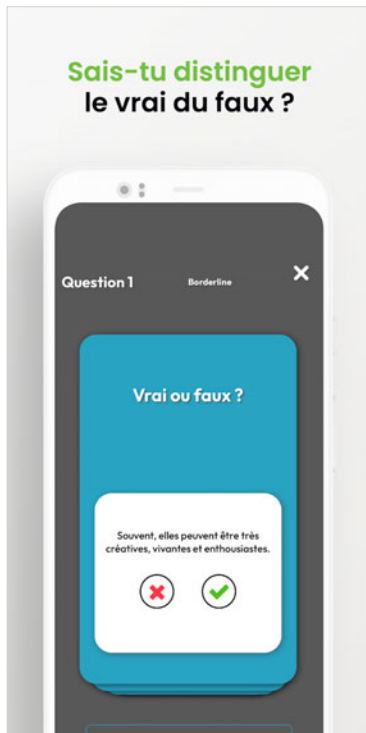 Sais-tu distinguer
le vrai du faux ?
Question 1
Borderline
Vrai ou faux ?
Souvent, elles peuvent être très
créatives, vivantes et enthousiastes.